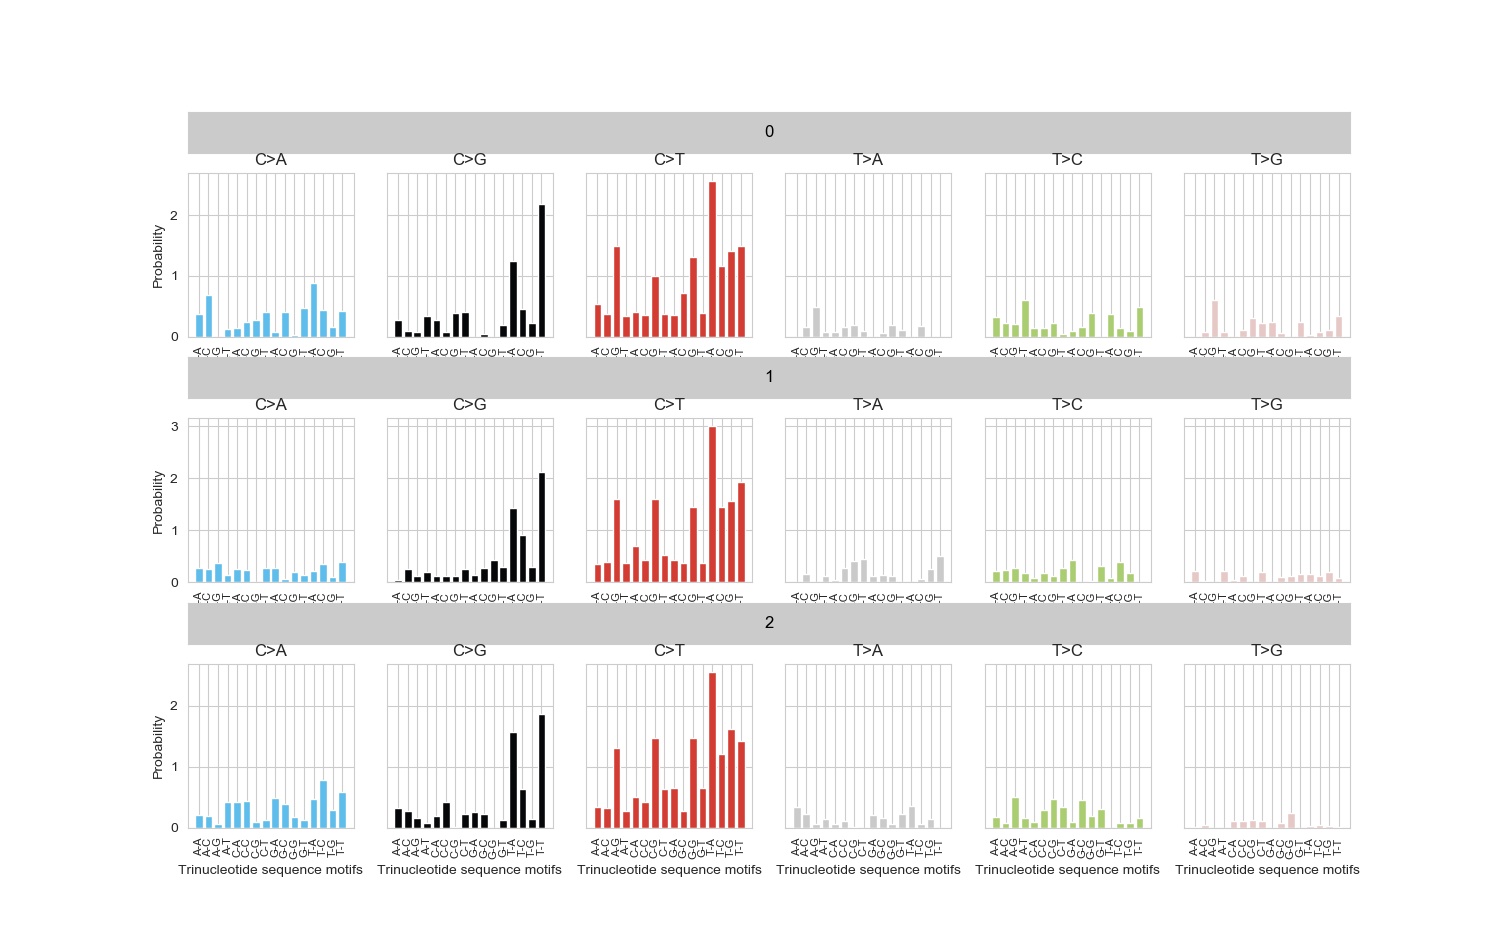 0
C>A C>G C>T T>A T>C T>G
Probability
2
1
0
1
C>A C>G C>T T>A T>C T>G
Probability
3
2
1
0
2
C>A C>G C>T T>A T>C T>G
Probability
2
1
0
A-A A-C A-G A-T C-A C-C C-G C-T G-A G-C G-G G-T T-A T-C T-G T-T
A-A A-C A-G A-T C-A C-C C-G C-T G-A G-C G-G G-T T-A T-C T-G T-T
A-A A-C A-G A-T C-A C-C C-G C-T G-A G-C G-G G-T T-A T-C T-G T-T
A-A A-C A-G A-T C-A C-C C-G C-T G-A G-C G-G G-T T-A T-C T-G T-T
A-A A-C A-G A-T C-A C-C C-G C-T G-A G-C G-G G-T T-A T-C T-G T-T
A-A A-C A-G A-T C-A C-C C-G C-T G-A G-C G-G G-T T-A T-C T-G T-T
Trinucleotide sequence motifs Trinucleotide sequence motifs Trinucleotide sequence motifs Trinucleotide sequence motifs Trinucleotide sequence motifs Trinucleotide sequence motifs